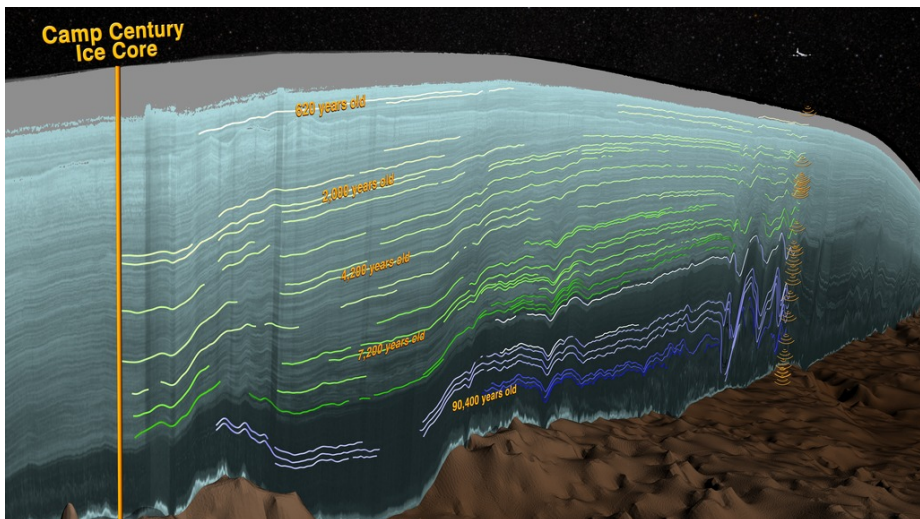 Camp Century
Ice Core
620 years old
2,000 years old
4,200 years old
7,200 years old
90,400 years old